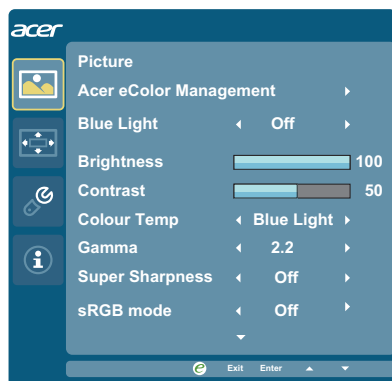 acer
Picture
Acer eColor Management
Blue Light Off
Brightness 100
Contrast 50
Colour Temp Blue Light
Gamma 2.2
Super Sharpness Off
sRGB mode Off
e Exit Enter